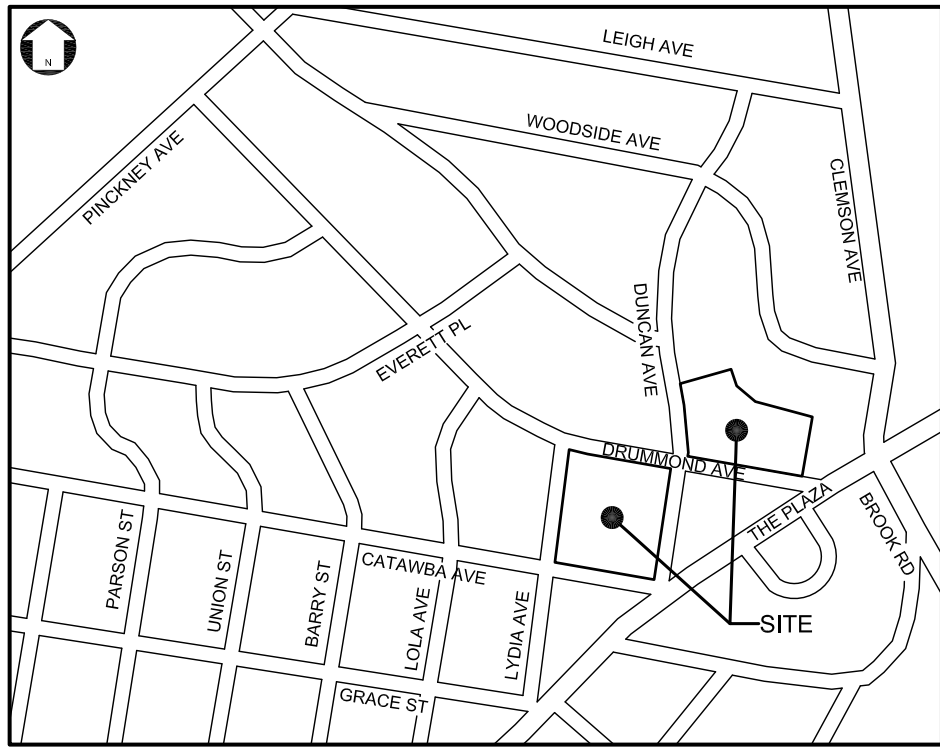 LEIGH AVE
N
WOODSIDE AVE
PINCKNEY AVE
CLEMSON AVE
DUNCAN AVE
EVERETT PL
DRUMMOND AVE
THE PLAZA
BROOK RD
PARSON ST
UNION ST
BARRY ST
CATAWBA AVE
LOLA AVE
LYDIA AVE
SITE
GRACE ST